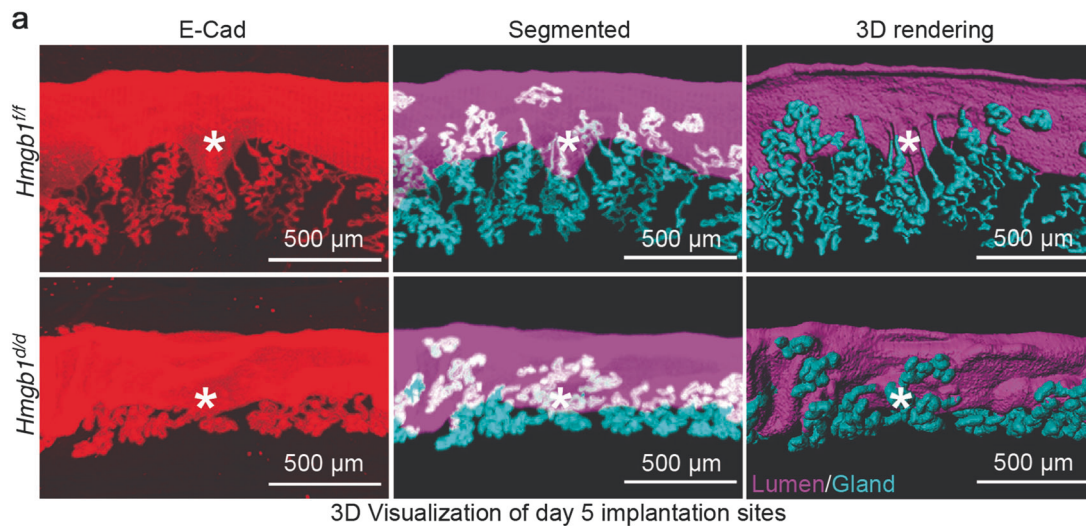 a
E-Cad Segmented 3D rendering
Hmgb1f/f
* * *
500 µm 500 µm 500 µm
Hmgb1d/d
* * *
500 µm 500 µm 500 µm
Lumen/Gland
3D Visualization of day 5 implantation sites